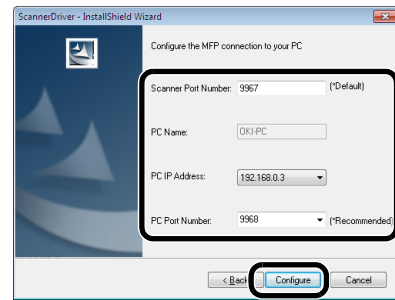 ScannerDriver - InstallShield Wizard
Configure the MFP connection to your PC
Scanner Port Number: 9967 (*Default)
PC Name: OKI-PC
PC IP Address: 192.168.0.3
PC Port Number: 9968 (*Recommended)
< Back Configure Cancel